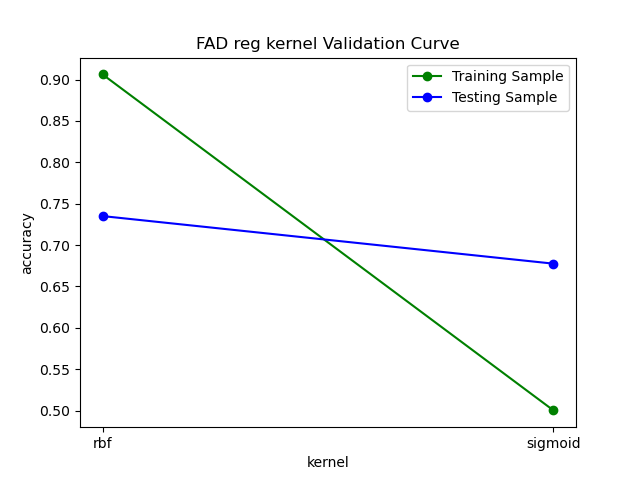 FAD reg kernel Validation Curve
Training Sample
Testing Sample
0.90
0.85
0.80
0.75
0.70
0.65
0.60
0.55
0.50
accuracy
rbf
sigmoid
kernel